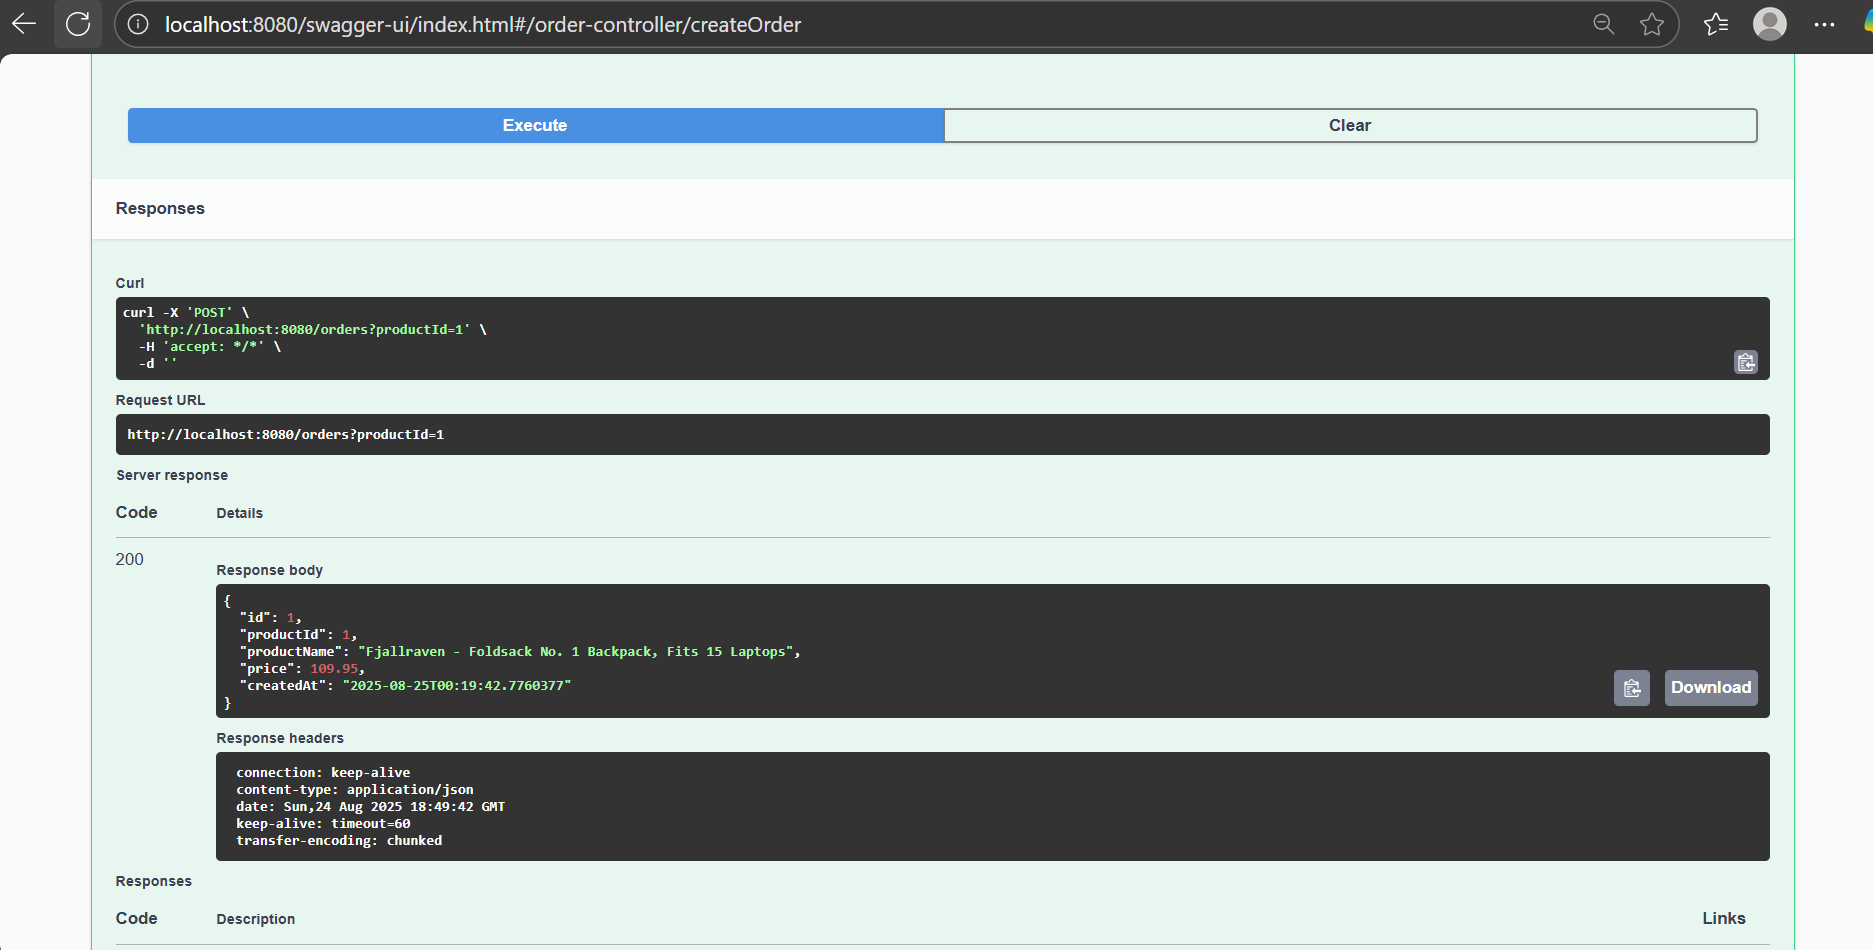 localhost:8080/swagger-ui/index.html#/order-controller/createOrder
Execute
Clear
Responses
Curl
curl -X 'POST' \
'http://localhost:8080/orders?productId=1' \
-H 'accept: */*' \
-d ''
Request URL
http://localhost:8080/orders?productId=1
Server response
Code Details
200
Response body
{
"id": 1,
"productId": 1,
"productName": "Fjallraven - Foldsack No. 1 Backpack, Fits 15 Laptops",
"price": 109.95,
"createdAt": "2025-08-25T00:19:42.7760377"
}
Download
Response headers
connection: keep-alive
content-type: application/json
date: Sun,24 Aug 2025 18:49:42 GMT
keep-alive: timeout=60
transfer-encoding: chunked
Responses
Code Description Links